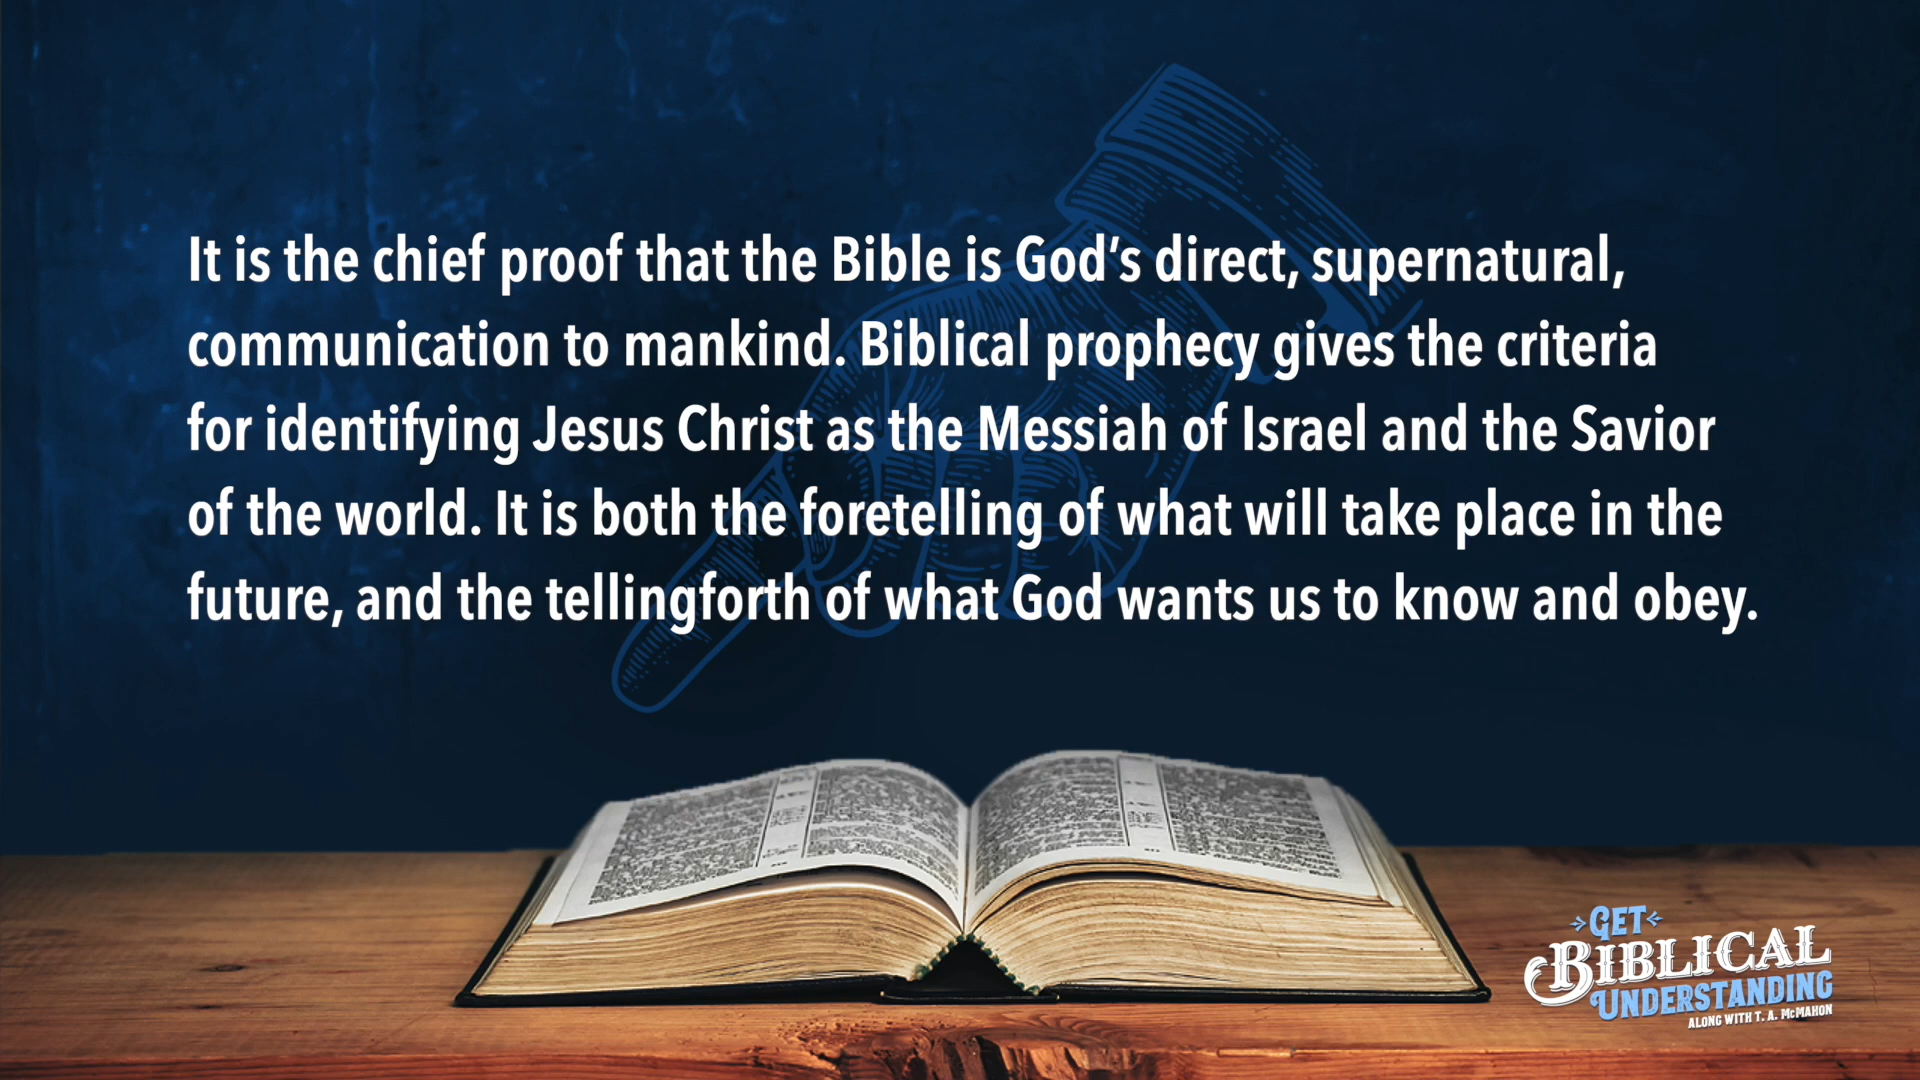 It is the chief proof that the Bible is God’s direct, supernatural,
communication to mankind. Biblical prophecy gives the criteria
for identifying Jesus Christ as the Messiah of Israel and the Savior
of the world. It is both the foretelling of what will take place in the
future, and the tellingforth of what God wants us to know and obey.
GET
BIBLICAL
UNDERSTANDING
ALONG WITH T. A. McMAHON